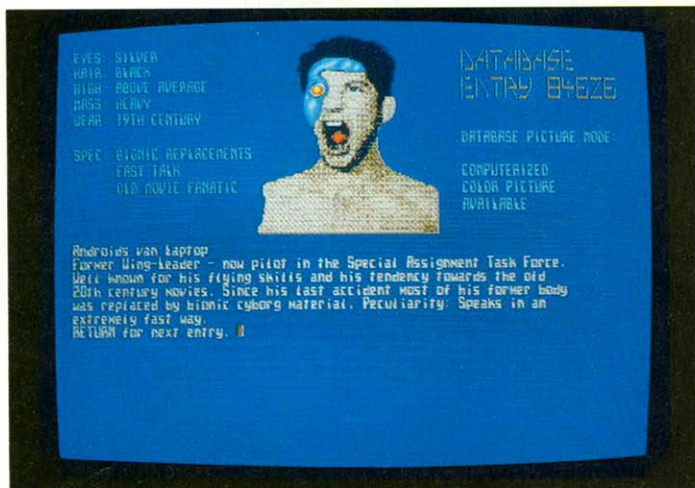 EYES: SILVER
HAIR: BLACK
HIGH: ABOVE AVERAGE
MASS: HEAVY
WEAR: 19TH CENTURY
SPEC: BIONIC REPLACEMENTS
FAST TALK
OLD MOVIE FANATIC
DATABASE
ENTRY 84626
DATABASE PICTURE MODE:
COMPUTERIZED
COLOR PICTURE
AVAILABLE
Androids van Laptop
Former Wing-Leader - now pilot in the Special Assignment Task Force.
Well known for his flying skills and his tendency towards the old
20th century movies. Since his last accident most of his former body
was replaced by bionic cyborg material. Peculiarity: Speaks in an
extremely fast way.
RETURN for next entry.